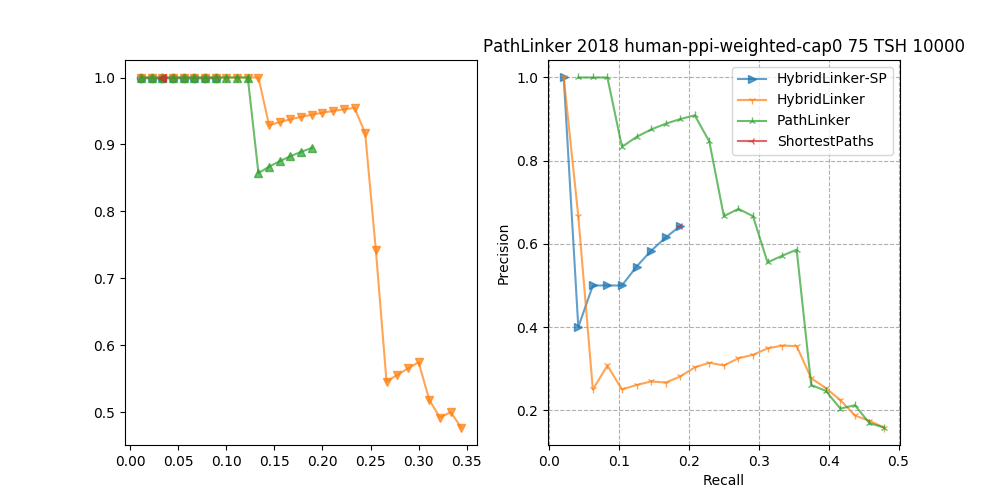 PathLinker 2018 human-ppi-weighted-cap0 75 TSH 10000
1.0
0.9
0.8
0.7
0.6
0.5
0.00 0.05 0.10 0.15 0.20 0.25 0.30 0.35
Precision
1.0
0.8
0.6
0.4
0.2
HybridLinker-SP
HybridLinker
PathLinker
ShortestPaths
0.0 0.1 0.2 0.3 0.4 0.5
Recall